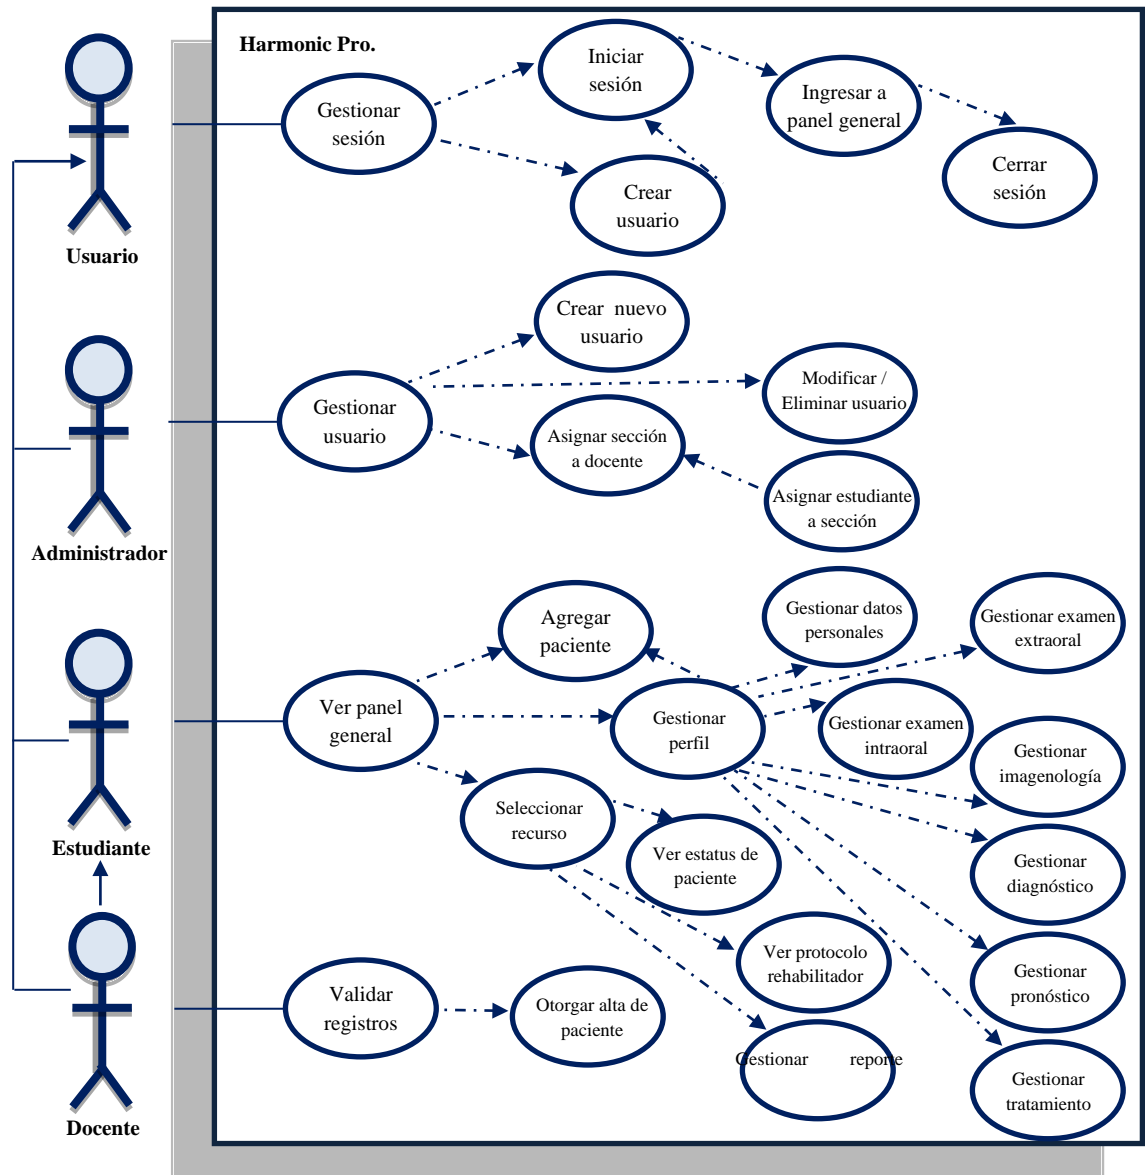 Harmonic Pro.
Iniciar
sesión
Gestionar
sesión
Ingresar a
panel general
Cerrar
sesión
Crear
usuario
Usuario
Crear nuevo
usuario
Modificar /
Eliminar usuario
Gestionar
usuario
Asignar sección
a docente
Asignar estudiante
a sección
Administrador
Agregar
paciente
Gestionar datos
personales
Gestionar examen
extraoral
Ver panel
general
Gestionar
perfil
Gestionar examen
intraoral
Gestionar
imagenología
Seleccionar
recurso
Ver estatus de
paciente
Gestionar
diagnóstico
Estudiante
Ver protocolo
rehabilitador
Gestionar
pronóstico
Validar
registros
Otorgar alta de
paciente
Gestionar reporte
Gestionar
tratamiento
Docente